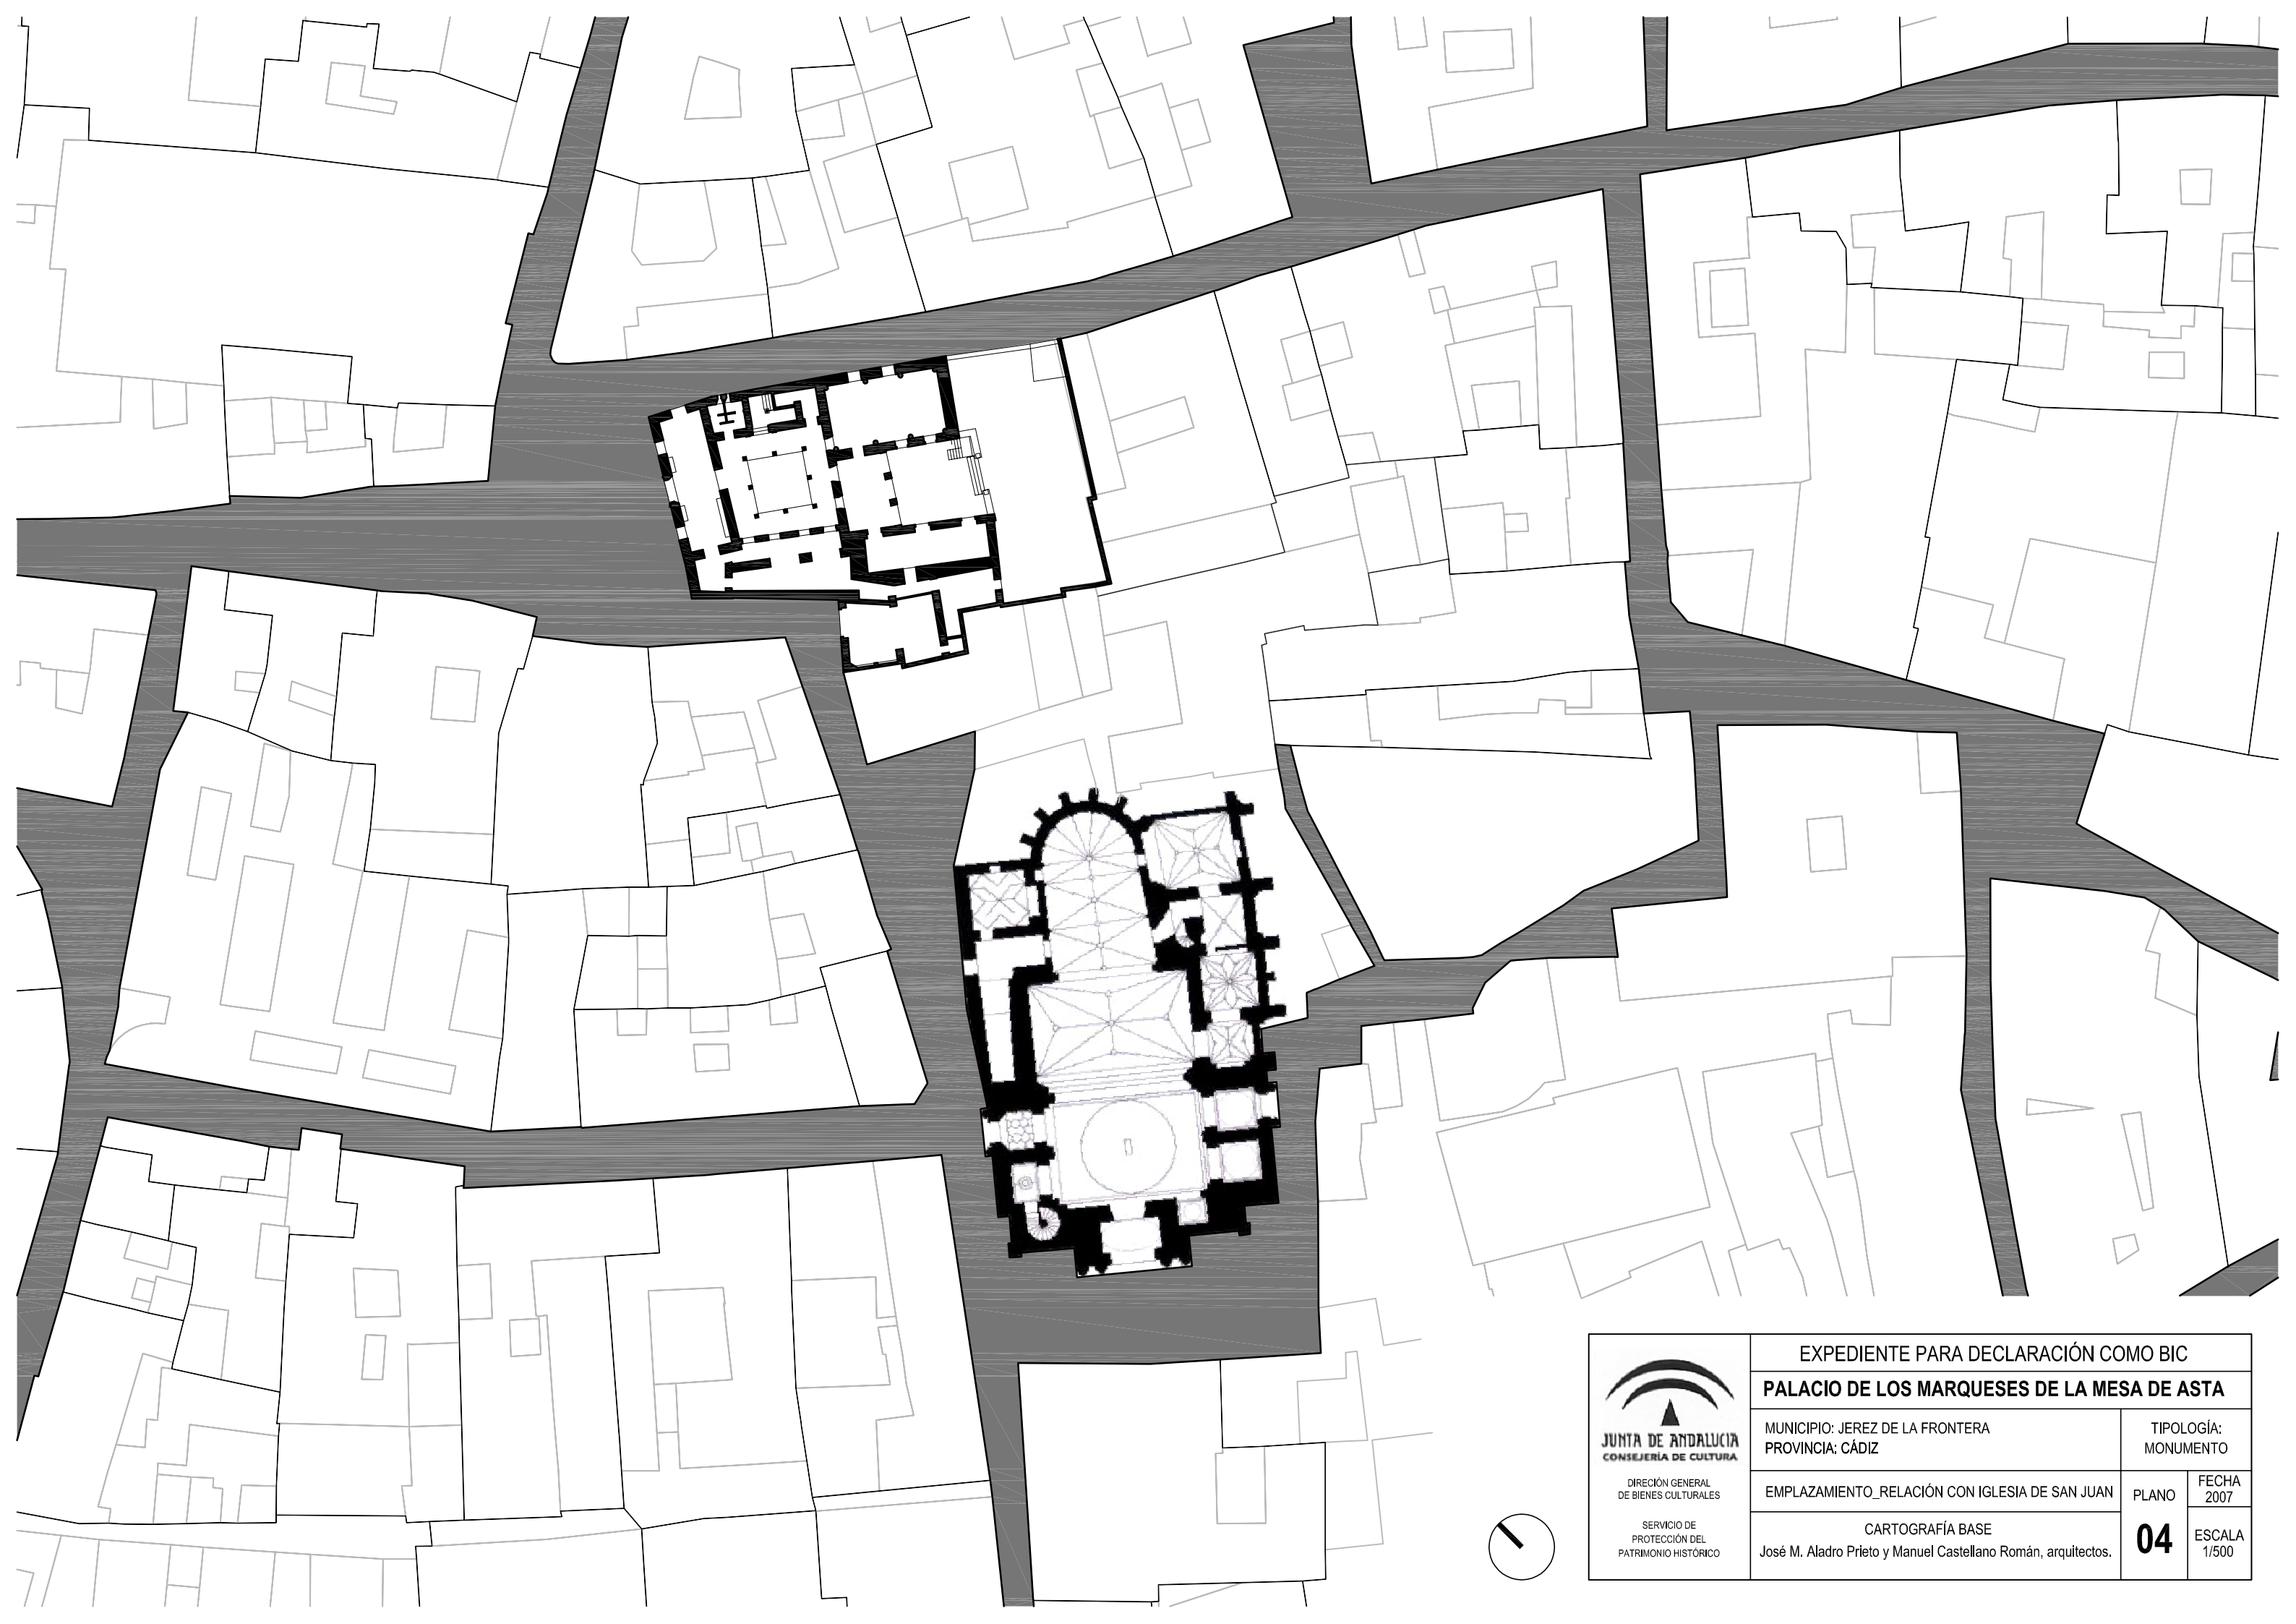 EXPEDIENTE PARA DECLARACIÓN COMO BIC
PALACIO DE LOS MARQUESES DE LA MESA DE ASTA
MUNICIPIO: JEREZ DE LA FRONTERA
PROVINCIA: CÁDIZ
TIPOLOGÍA:
MONUMENTO
JUNTA DE ANDALUCIA
CONSEJERÍA DE CULTURA
DIRECIÓN GENERAL
DE BIENES CULTURALES
SERVICIO DE
PROTECCIÓN DEL
PATRIMONIO HISTÓRICO
EMPLAZAMIENTO_RELACIÓN CON IGLESIA DE SAN JUAN
CARTOGRAFÍA BASE
José M. Aladro Prieto y Manuel Castellano Román, arquitectos.
PLANO
04
FECHA
2007
ESCALA
1/500